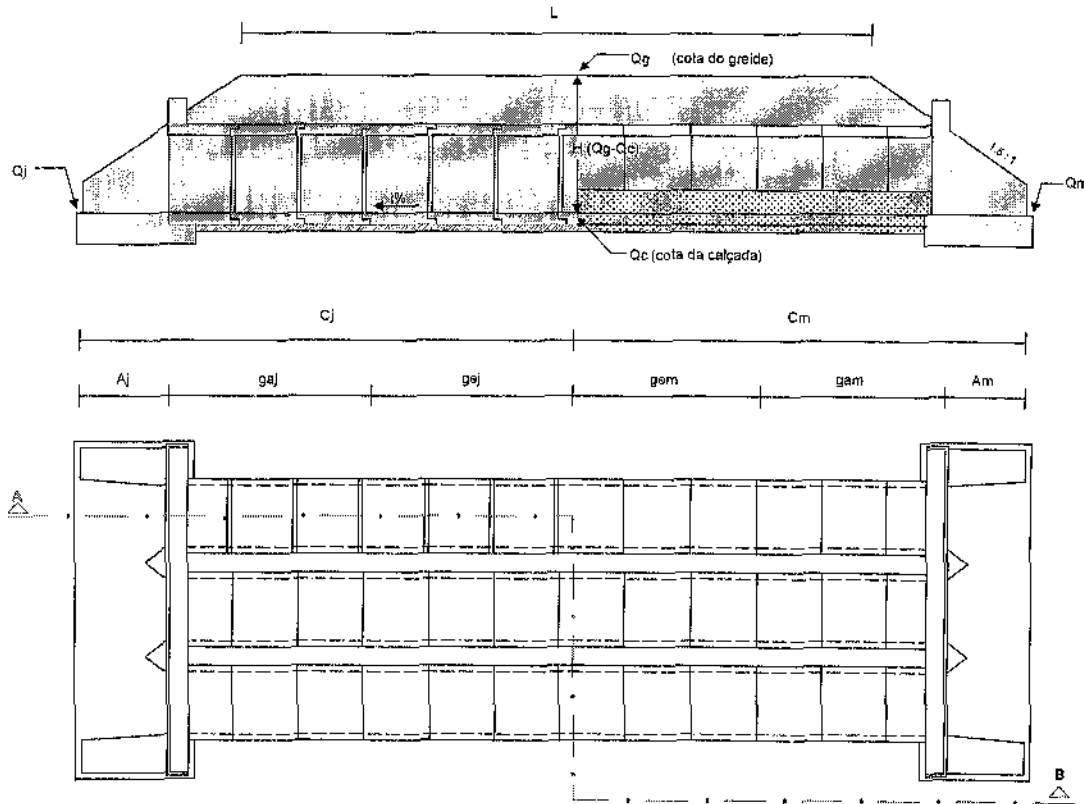 L
Qg (cota do greide)
H (Qg-Qc)
1.5 : 1
Qj
Qm
i%
Qc (cota da calçada)
Cj Cm
Aj gaj gej gem gam Am
A
B